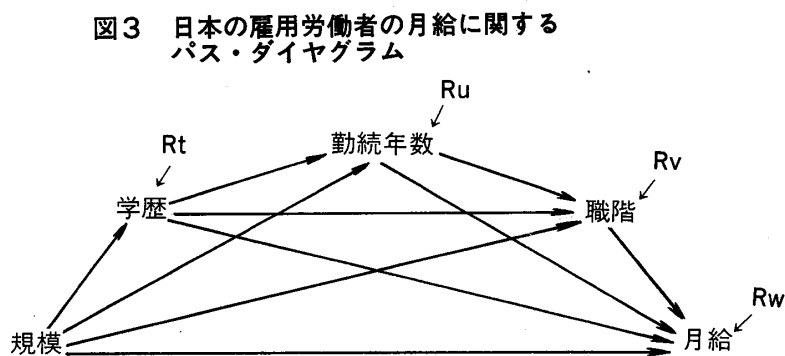 図3 日本の雇用労働者の月給に関する
パス・ダイヤグラム
Ru
勤続年数
Rt
Rv
学歴
職階
Rw
規模
月給